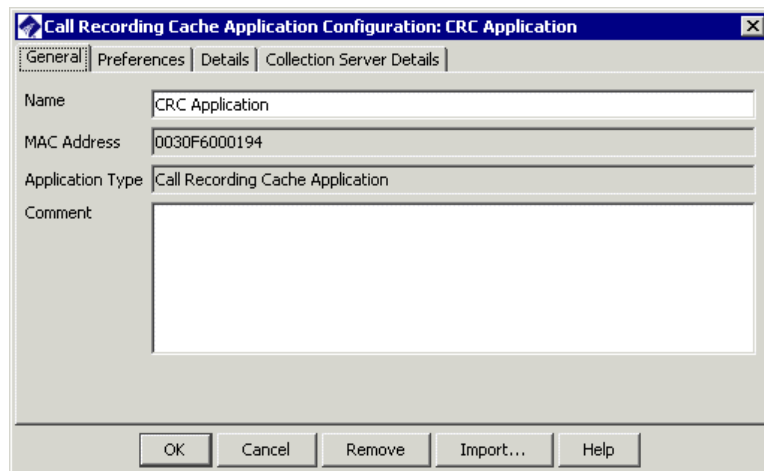 Call Recording Cache Application Configuration: CRC Application
General Preferences Details Collection Server Details
Name CRC Application
MAC Address 0030F6000194
Application Type Call Recording Cache Application
Comment
OK Cancel Remove Import... Help